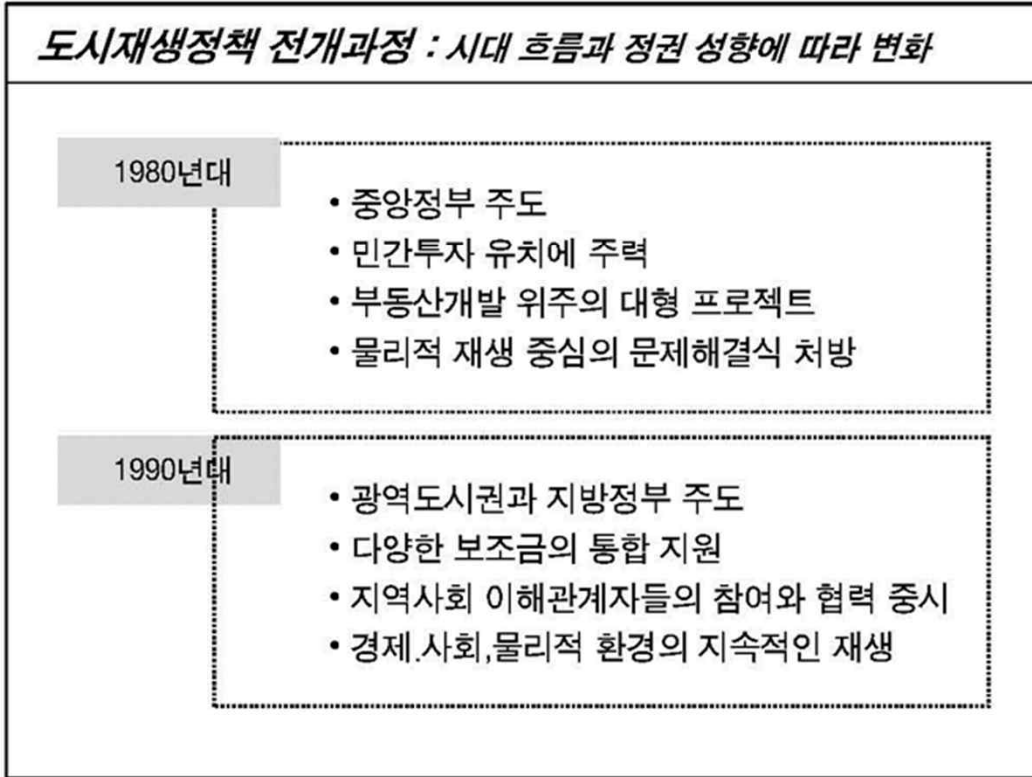 도시재생정책 전개과정 : 시대 흐름과 정권 성향에 따라 변화
1980년대
• 중앙정부 주도
• 민간투자 유치에 주력
• 부동산개발 위주의 대형 프로젝트
• 물리적 재생 중심의 문제해결식 처방
1990년대
• 광역도시권과 지방정부 주도
• 다양한 보조금의 통합 지원
• 지역사회 이해관계자들의 참여와 협력 중시
• 경제.사회,물리적 환경의 지속적인 재생